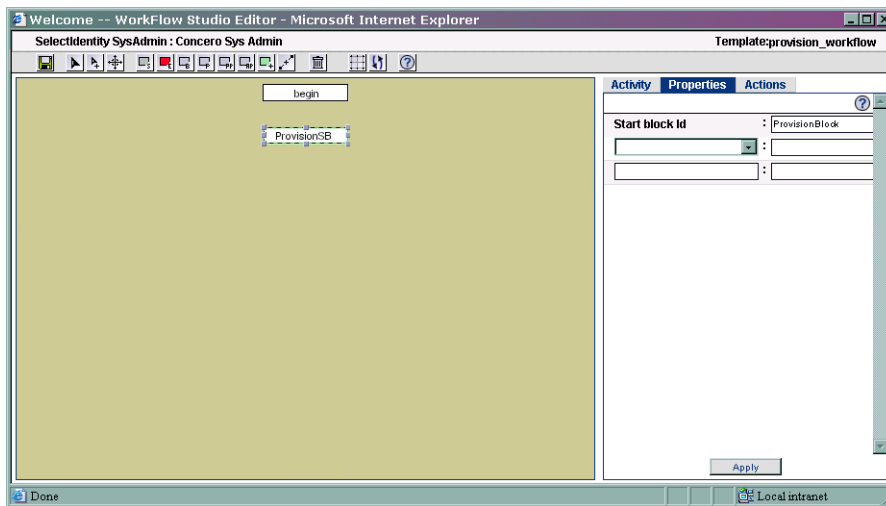 Welcome -- WorkFlow Studio Editor - Microsoft Internet Explorer
SelectIdentity SysAdmin : Concero Sys Admin
Template:provision_workflow
begin
ProvisionSB
Activity Properties Actions
Start block Id : ProvisionBlock
:
:
Apply
Done
Local intranet